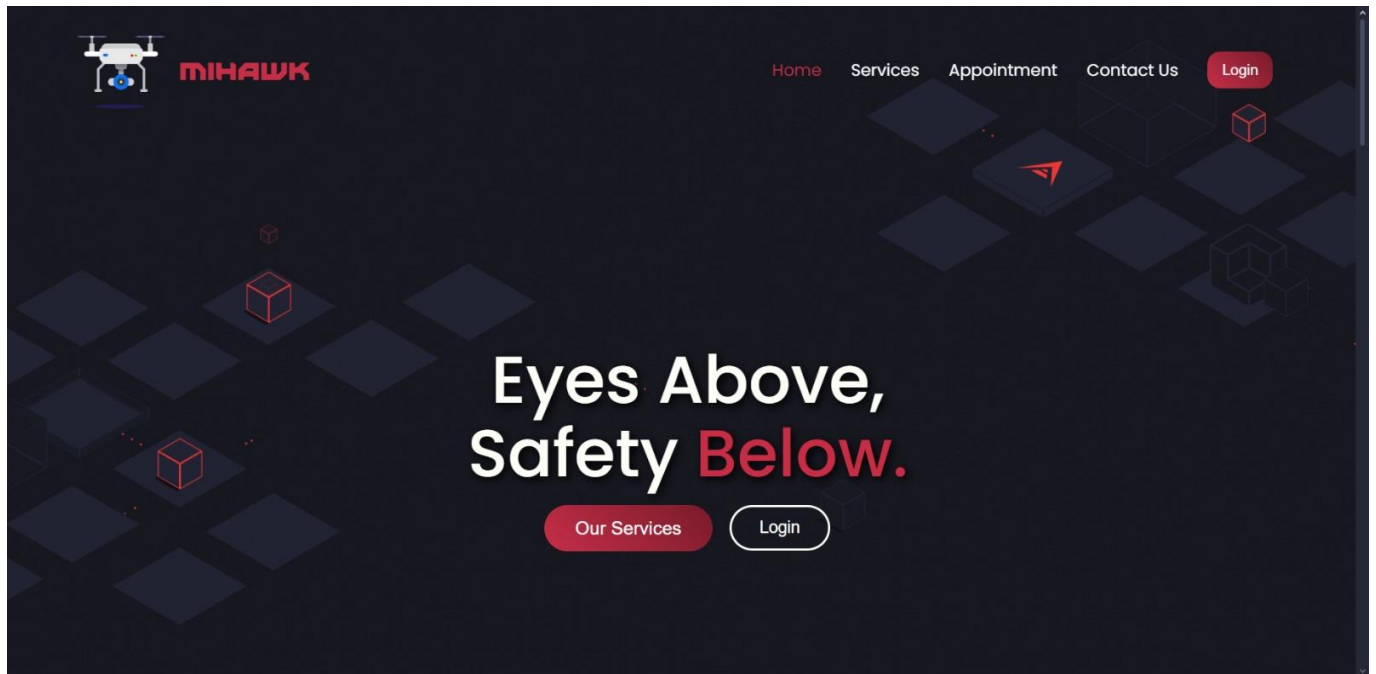 MIHAWK
Home Services Appointment Contact Us Login
Eyes Above,
Safety Below.
Our Services Login